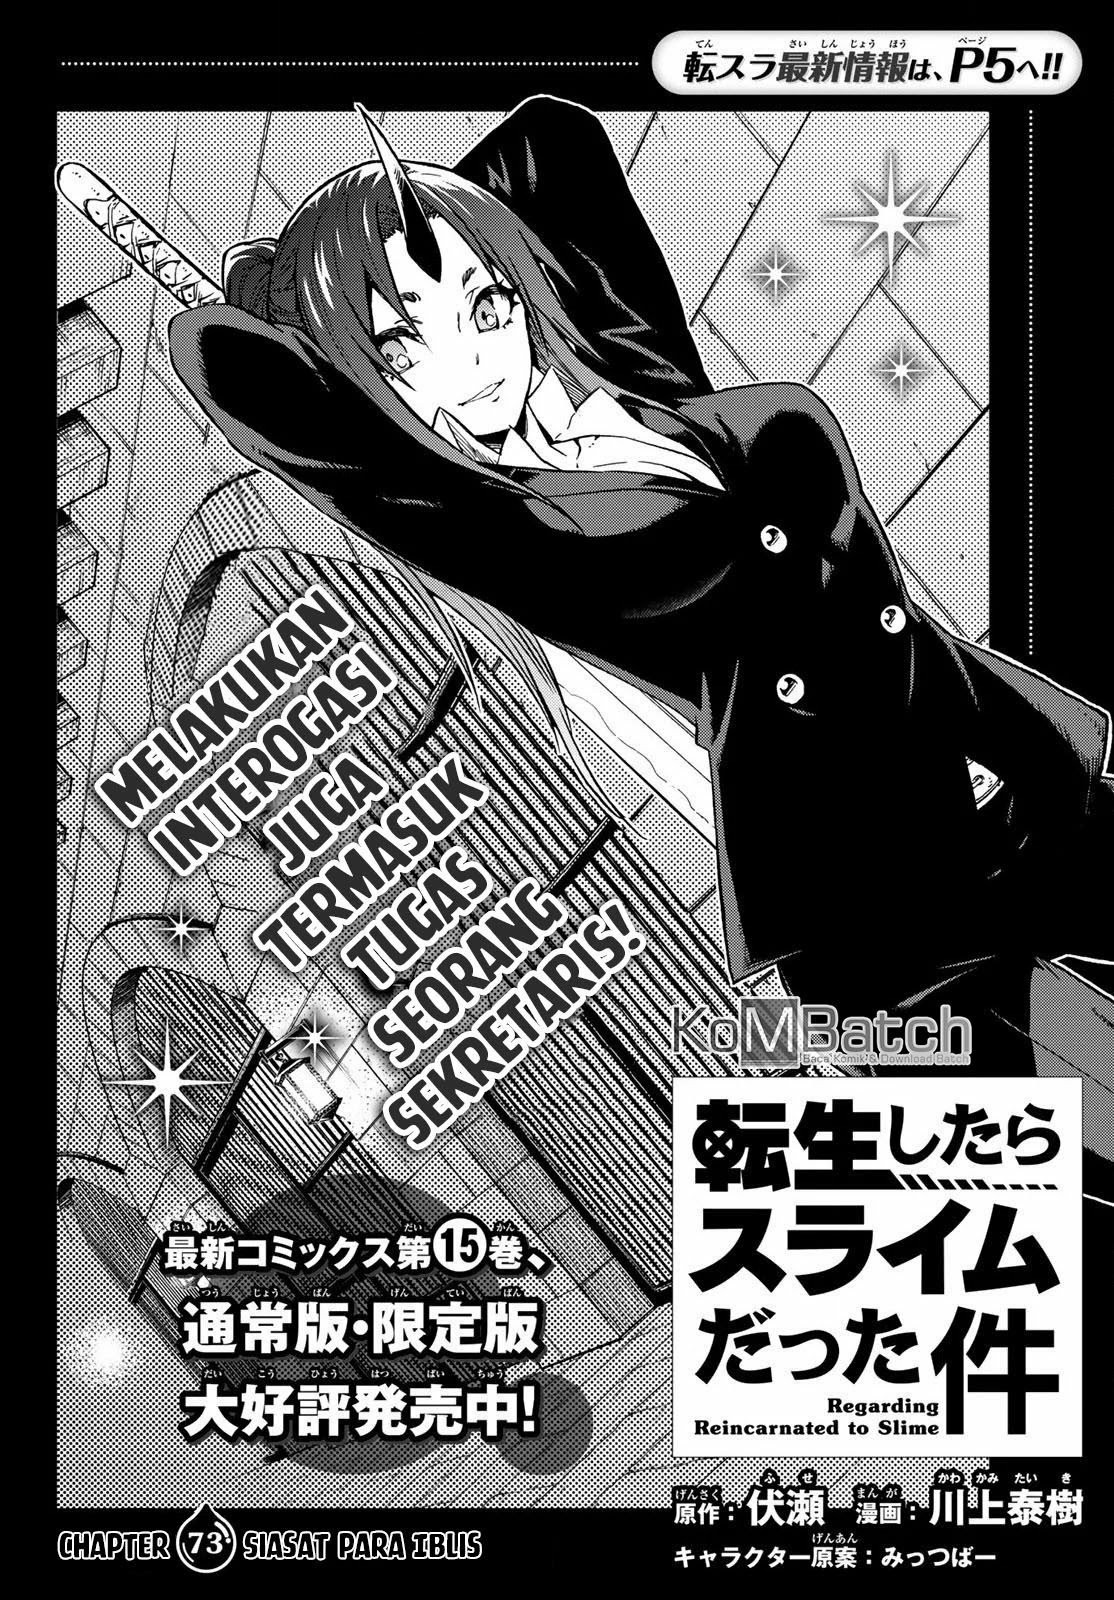 転スラ最新情報は、P5へ!!
MELAKUKAN
INTEROGASI
JUGA
TERMASUK
TUGAS
SEORANG
SEKRETARIS!
KoMBatch
Baca Komik & Download Batch
転生したら
スライム
だった件
Regarding
Reincarnated to Slime
最新コミックス第15巻、
通常版・限定版
大好評発売中!
原作：伏瀬 漫画：川上泰樹
キャラクター原案：みっつばー
CHAPTER 73 SIASAT PARA IBLIS